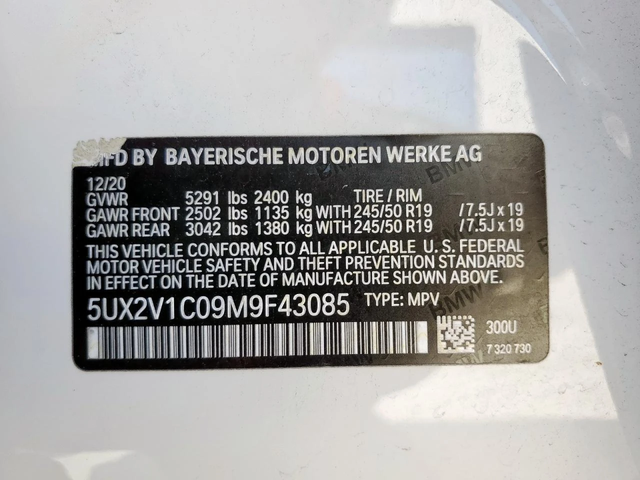 MFD BY BAYERISCHE MOTOREN WERKE AG
12/20
GVWR 5291 lbs 2400 kg TIRE / RIM
GAWR FRONT 2502 lbs 1135 kg WITH 245/50 R19 /7.5J x 19
GAWR REAR 3042 lbs 1380 kg WITH 245/50 R19 /7.5J x 19
THIS VEHICLE CONFORMS TO ALL APPLICABLE U. S. FEDERAL
MOTOR VEHICLE SAFETY AND THEFT PREVENTION STANDARDS
IN EFFECT ON THE DATE OF MANUFACTURE SHOWN ABOVE.
5UX2V1C09M9F43085 TYPE: MPV
300U
7 320 730